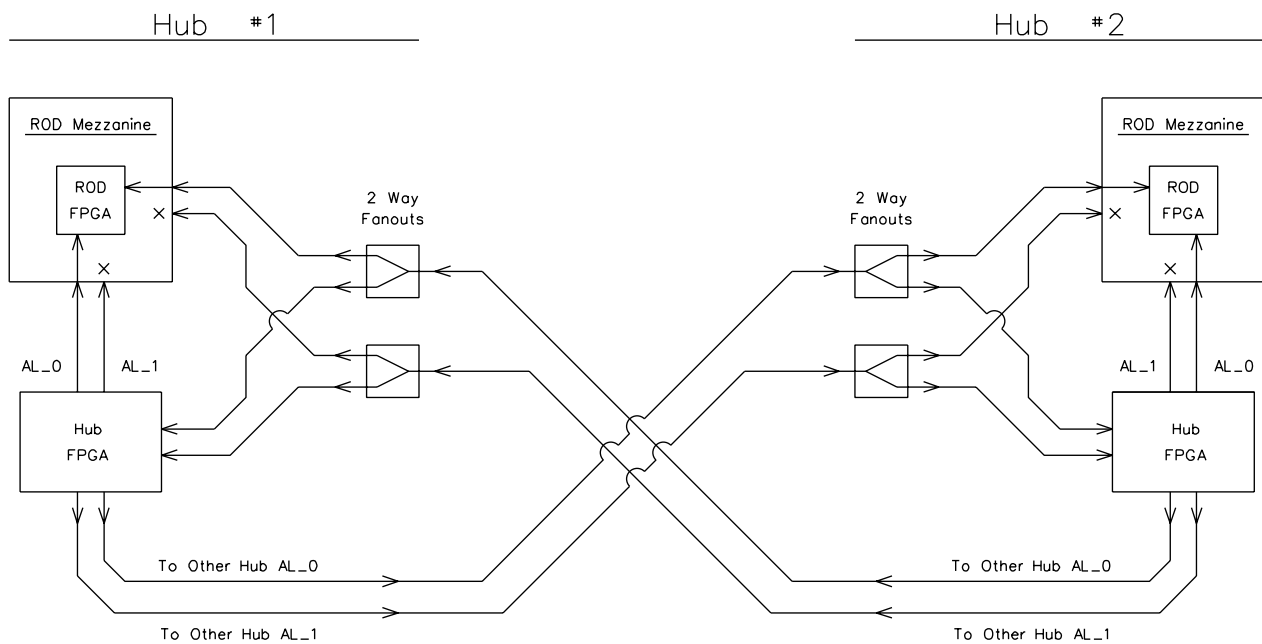 Hub #1
Hub #2
ROD Mezzanine
ROD Mezzanine
ROD
FPGA
ROD
FPGA
2 Way
Fanouts
2 Way
Fanouts
AL_0
AL_1
AL_1
AL_0
Hub
FPGA
Hub
FPGA
To Other Hub AL_0
To Other Hub AL_0
To Other Hub AL_1
To Other Hub AL_1